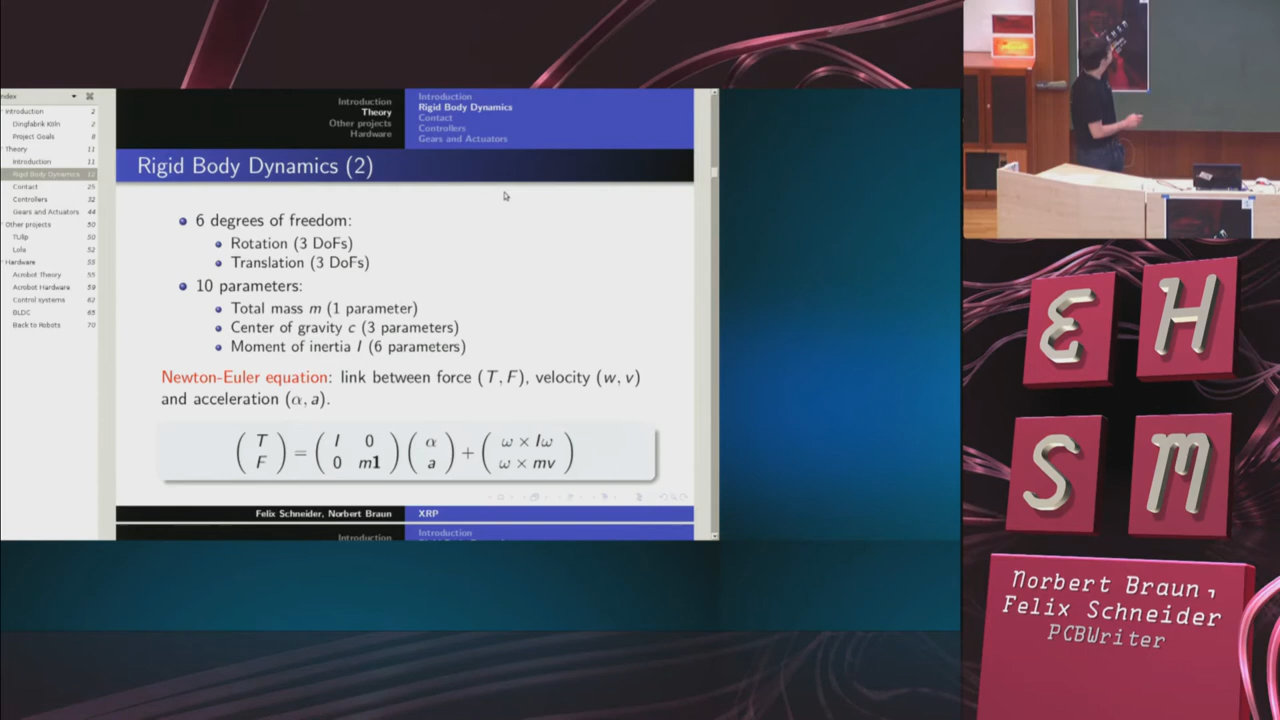 ndex
Introduction 2
Dingfabrik Köln 2
Project Goals 8
Theory 11
Introduction 11
Rigid Body Dynamics 12
Contact 25
Controllers 32
Gears and Actuators 44
Other projects 50
TUlip 50
Lola 52
Hardware 55
Acrobot Theory 55
Acrobot Hardware 59
Control systems 62
BLDC 65
Back to Robots 70
Introduction
Theory
Other projects
Hardware
Introduction
Rigid Body Dynamics
Contact
Controllers
Gears and Actuators
Rigid Body Dynamics (2)
6 degrees of freedom:
Rotation (3 DoFs)
Translation (3 DoFs)
10 parameters:
Total mass m (1 parameter)
Center of gravity c (3 parameters)
Moment of inertia I (6 parameters)
Newton-Euler equation: link between force (T, F), velocity (w, v)
and acceleration (α, a).
( T ) = ( I 0 ) ( α ) + ( ω × Iω )
( F ) ( 0 m1 ) ( a ) ( ω × mv )
Felix Schneider, Norbert Braun XRP
Introduction
Introduction
EH
SM
Norbert Braun,
Felix Schneider
PCBWriter